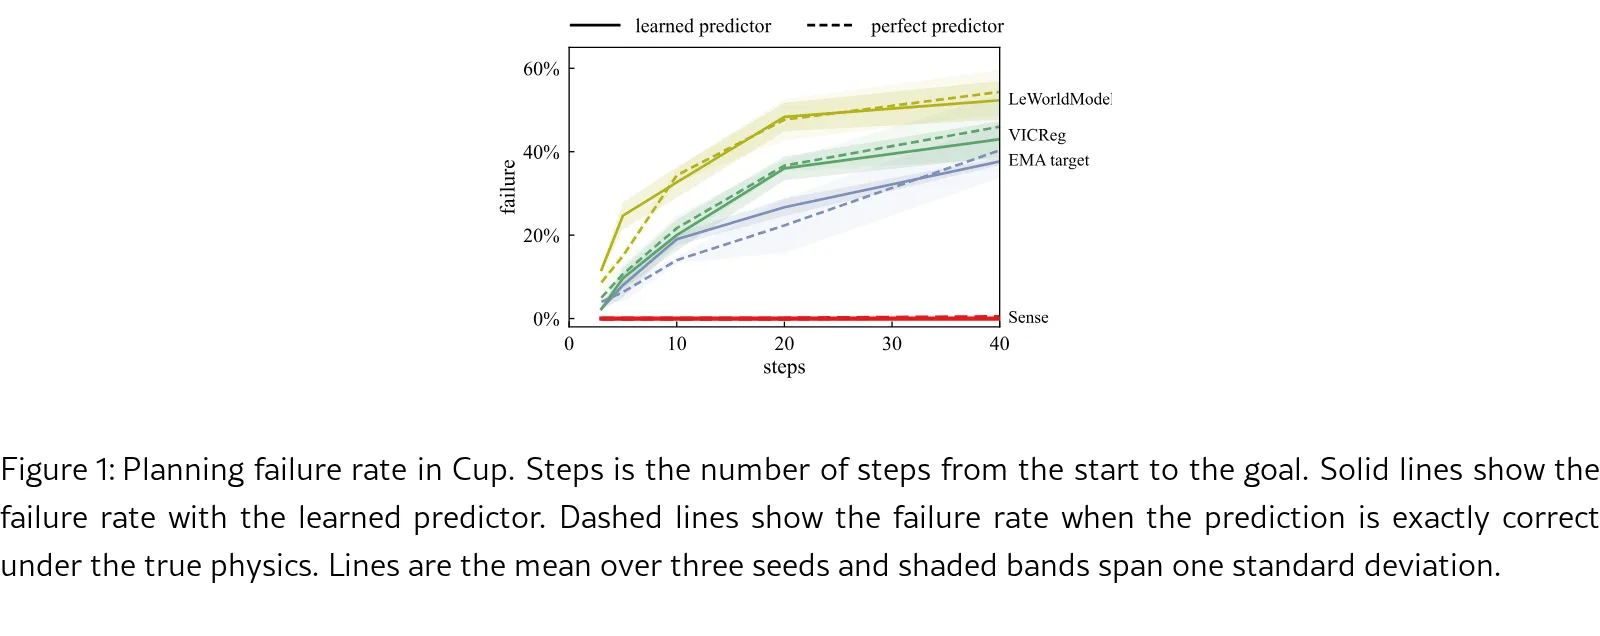 learned predictor perfect predictor
60%
LeWorldModel
VICReg
40%
EMA target
failure
20%
0%
Sense
0 10 20 30 40
steps
Figure 1: Planning failure rate in Cup. Steps is the number of steps from the start to the goal. Solid lines show the
failure rate with the learned predictor. Dashed lines show the failure rate when the prediction is exactly correct
under the true physics. Lines are the mean over three seeds and shaded bands span one standard deviation.